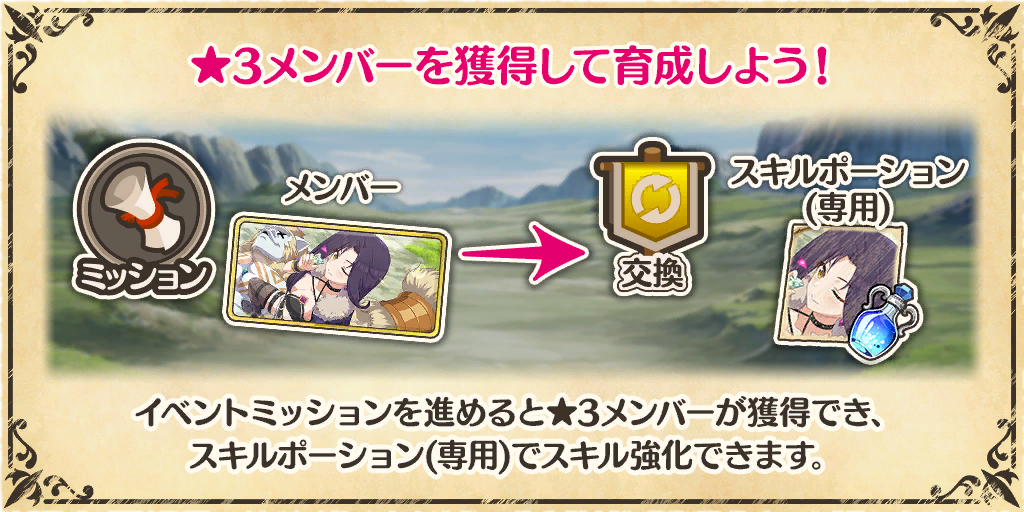 ★3メンバーを獲得して育成しよう!
ミッション
メンバー
交換
スキルポーション
(専用)
イベントミッションを進めると★3メンバーが獲得でき、
スキルポーション(専用)でスキル強化できます。